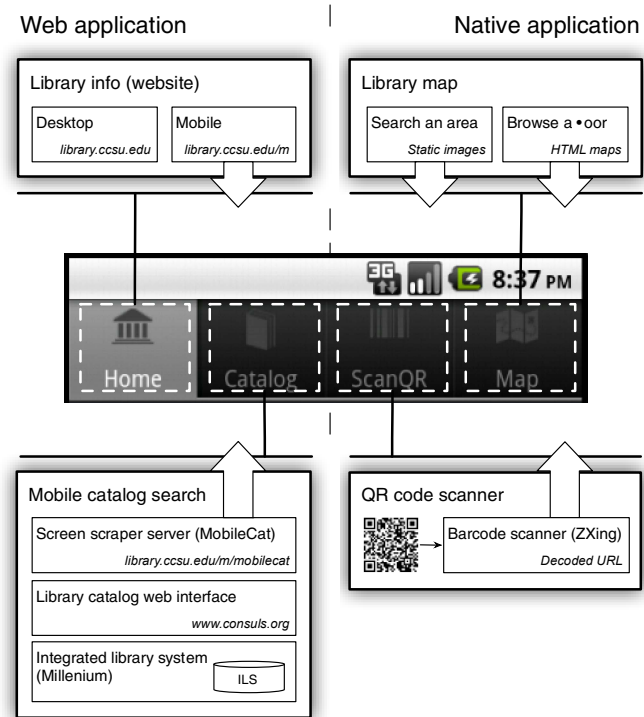 Web application
Native application
Library info (website)
Desktop
library.ccsu.edu
Mobile
library.ccsu.edu/m
Library map
Search an area
Static images
Browse a •oor
HTML maps
3G
8:37 PM
Home
Catalog
ScanQR
Map
Mobile catalog search
Screen scraper server (MobileCat)
library.ccsu.edu/m/mobilecat
Library catalog web interface
www.consuls.org
Integrated library system
(Millenium)
ILS
QR code scanner
Barcode scanner (ZXing)
Decoded URL